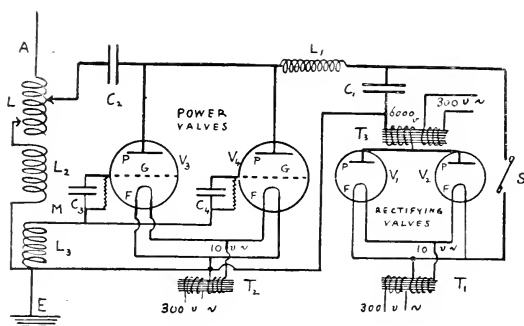 A
L₁
C₂
C₁
6000 v
300 v ~
L
POWER
VALVES
T₃
L₂
P
G
V₃
P
G
V₄
P
V₁
V₂
P
S
M
C₃
F
C₄
F
F
F
RECTIFYING
VALVES
L₃
10 v ~
10 v ~
E
300 v ~
T₂
300 v ~
T₁